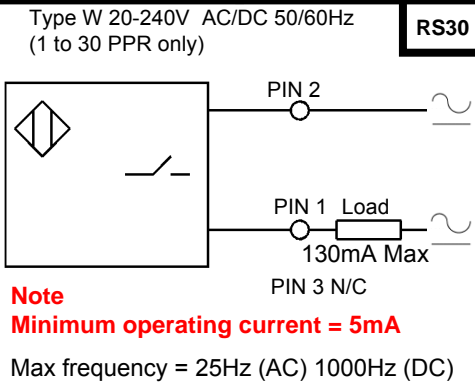 Type W 20-240V AC/DC 50/60Hz
(1 to 30 PPR only)
RS30
PIN 2
PIN 1 Load
130mA Max
PIN 3 N/C
Note
Minimum operating current = 5mA
Max frequency = 25Hz (AC) 1000Hz (DC)